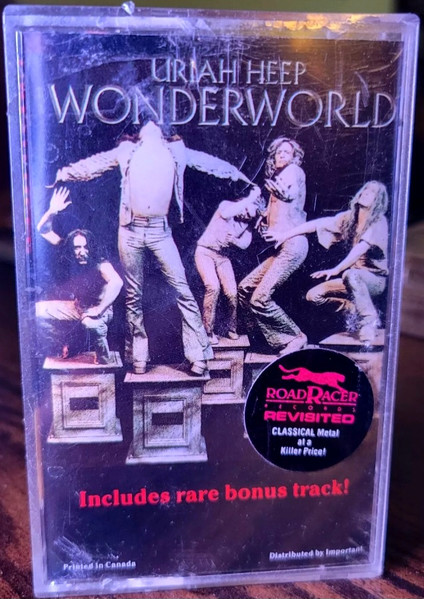 URIAH HEEP
WONDERWORLD
ROADRACER
RECORDS
REVISITED
CLASSICAL Metal
at a
Killer Price!
Includes rare bonus track!
Printed in Canada
Distributed by Important